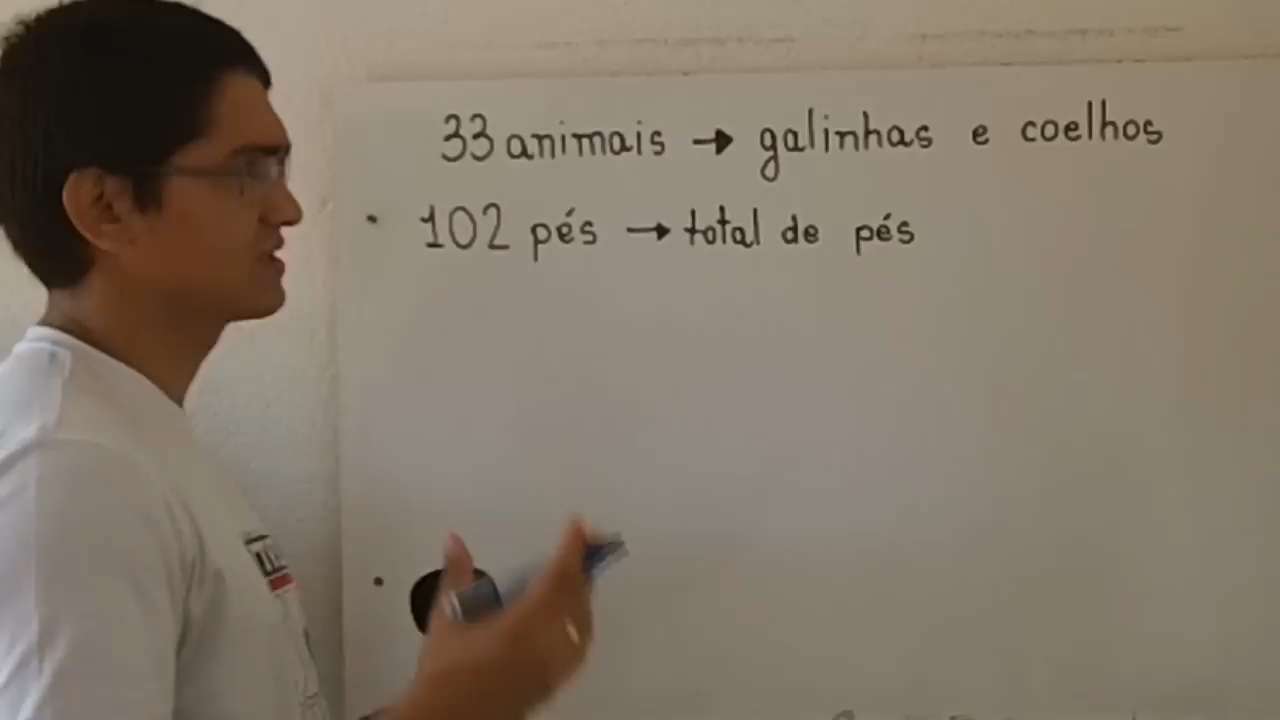 33 animais → galinhas e coelhos
102 pés → total de pés